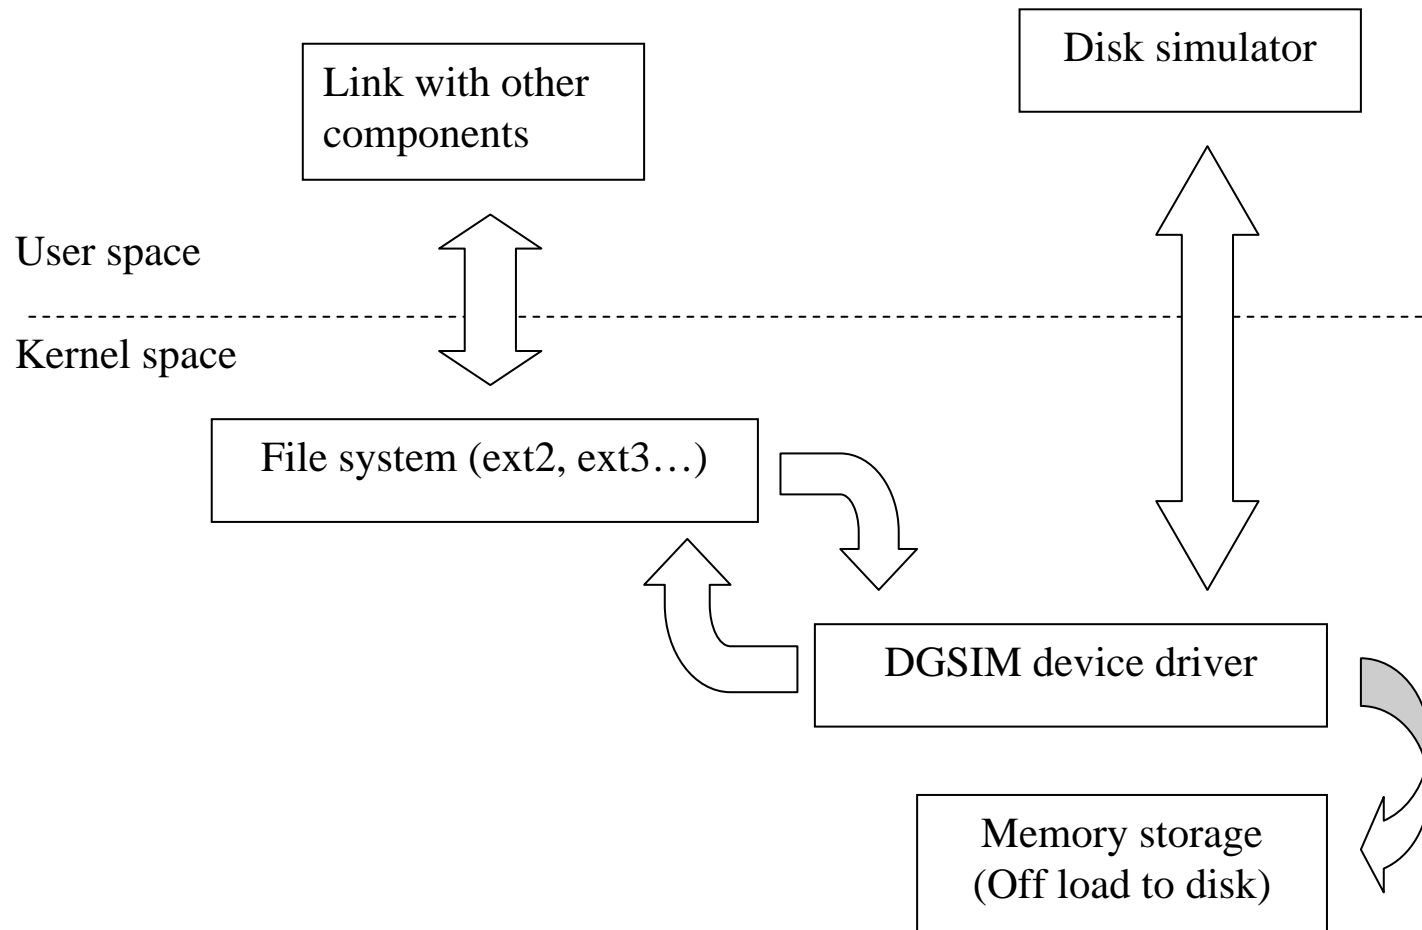 Disk simulator
Link with other
components
User space
Kernel space
File system (ext2, ext3…)
DGSIM device driver
Memory storage
(Off load to disk)